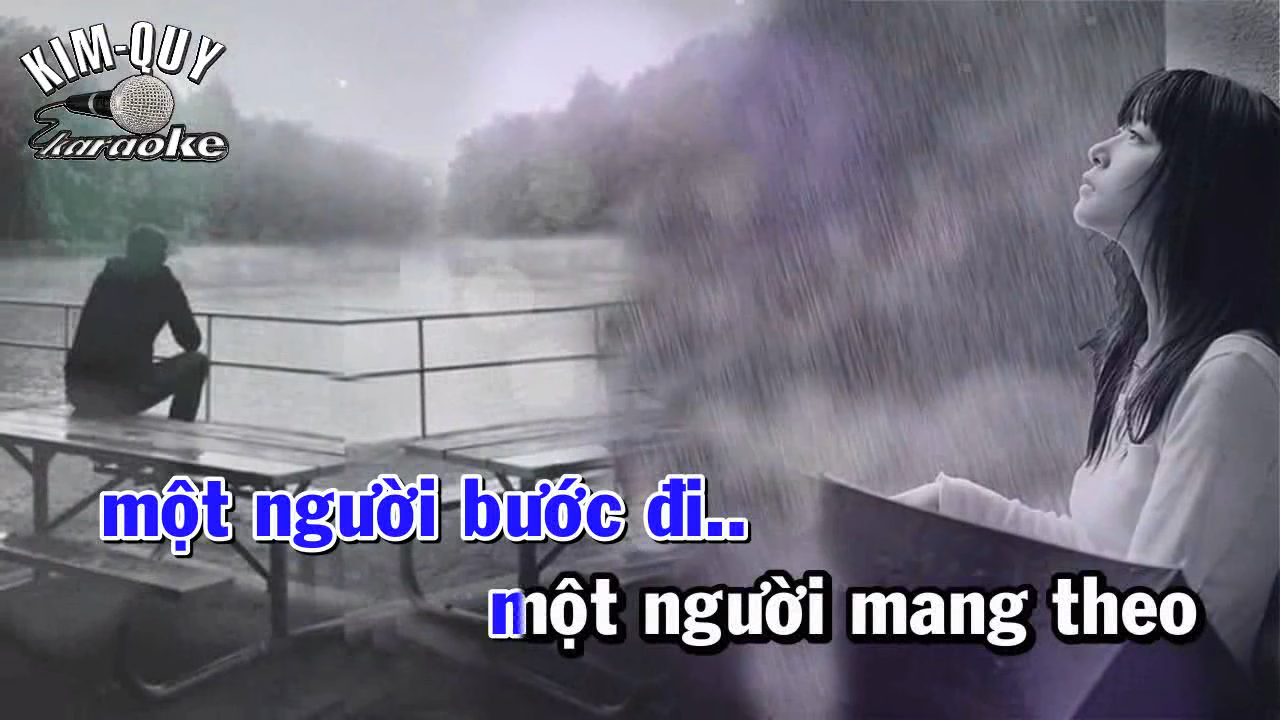 KIM-QUY
karaoke
một người bước đi..
một người mang theo